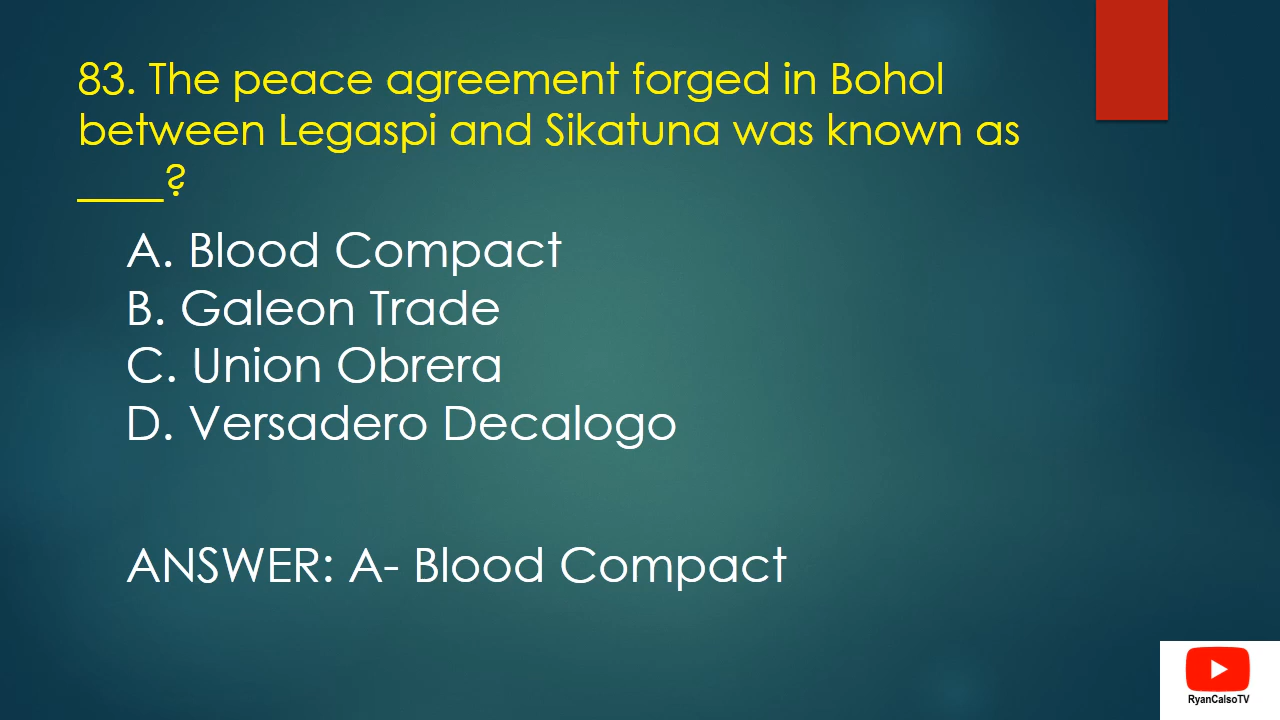 83. The peace agreement forged in Bohol
between Legaspi and Sikatuna was known as
____?
A. Blood Compact
B. Galeon Trade
C. Union Obrera
D. Versadero Decalogo
ANSWER: A- Blood Compact
RyanCalsoTV